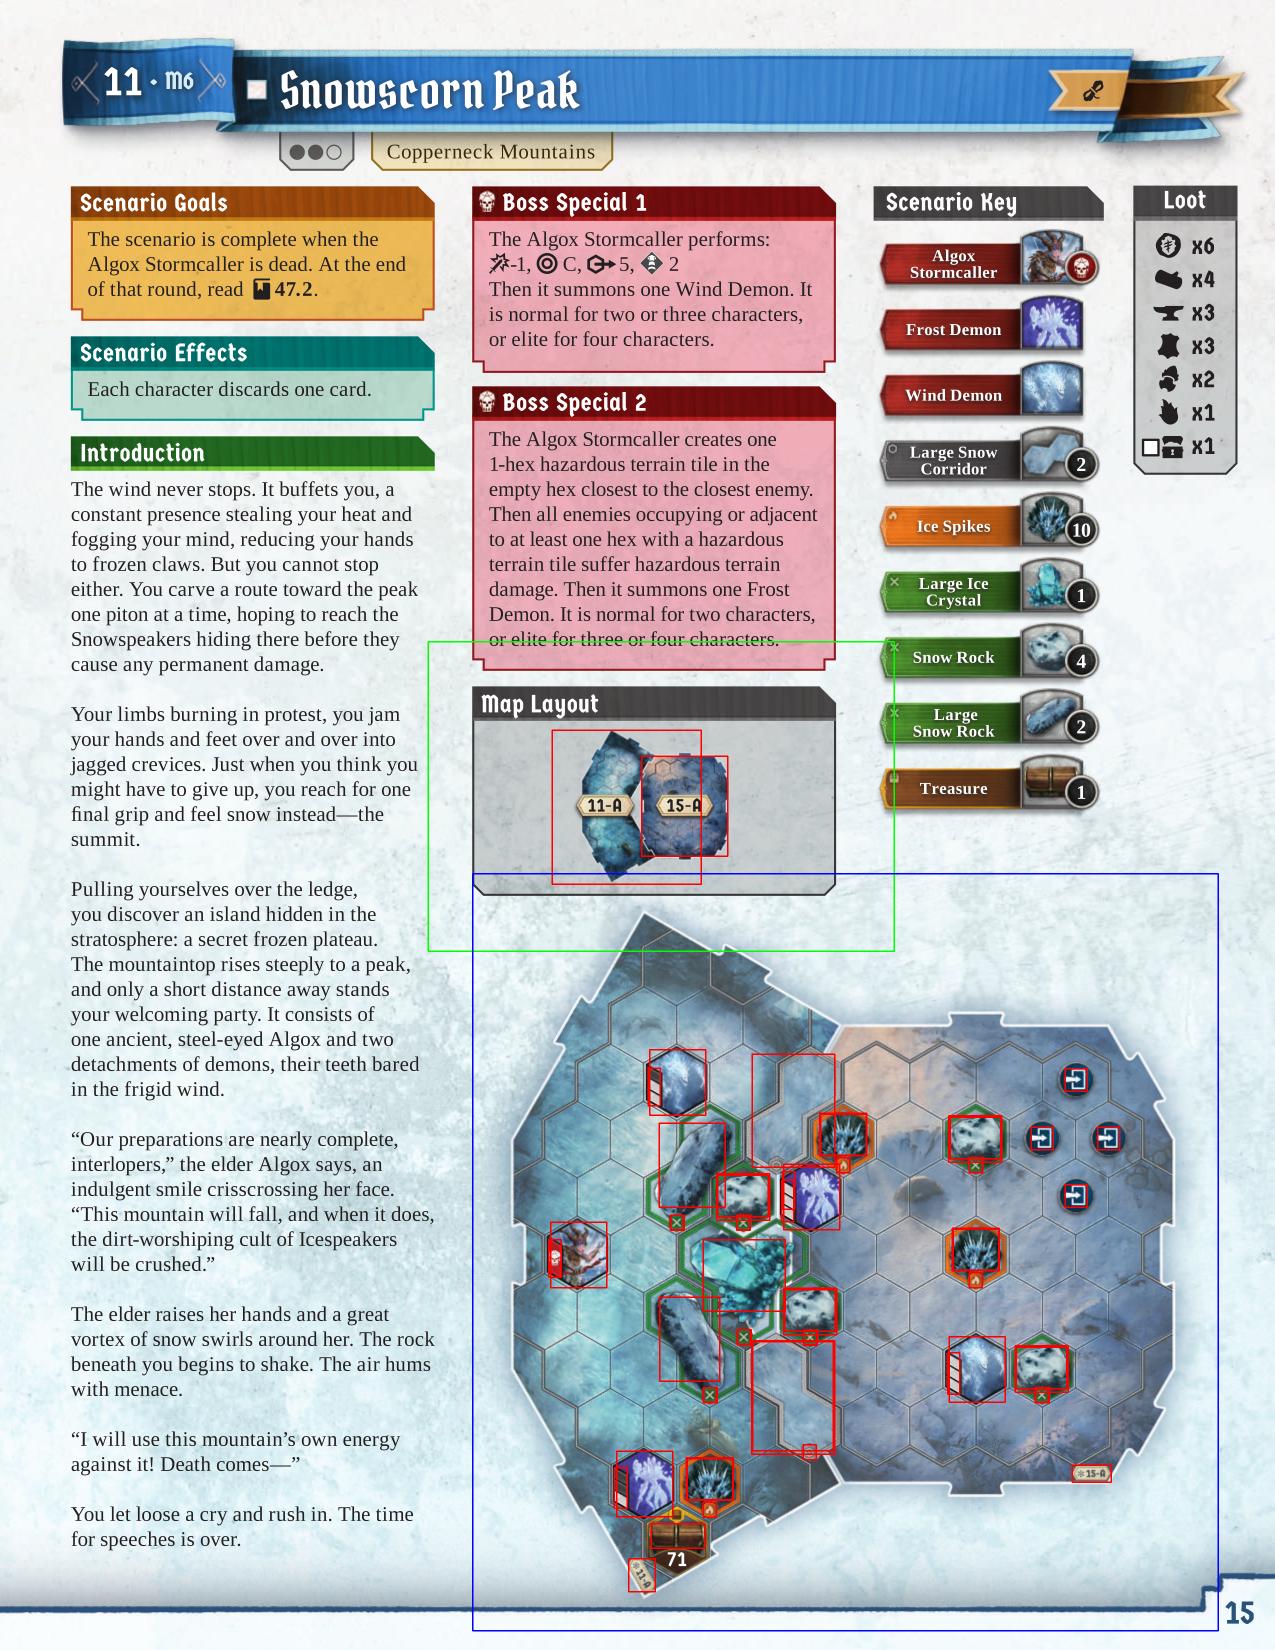 11 · M6
Snowscorn Peak
Copperneck Mountains
Scenario Goals
The scenario is complete when the
Algox Stormcaller is dead. At the end
of that round, read 47.2.
Scenario Effects
Each character discards one card.
Introduction
The wind never stops. It buffets you, a
constant presence stealing your heat and
fogging your mind, reducing your hands
to frozen claws. But you cannot stop
either. You carve a route toward the peak
one piton at a time, hoping to reach the
Snowspeakers hiding there before they
cause any permanent damage.
Your limbs burning in protest, you jam
your hands and feet over and over into
jagged crevices. Just when you think you
might have to give up, you reach for one
final grip and feel snow instead—the
summit.
Pulling yourselves over the ledge,
you discover an island hidden in the
stratosphere: a secret frozen plateau.
The mountaintop rises steeply to a peak,
and only a short distance away stands
your welcoming party. It consists of
one ancient, steel-eyed Algox and two
detachments of demons, their teeth bared
in the frigid wind.
“Our preparations are nearly complete,
interlopers,” the elder Algox says, an
indulgent smile crisscrossing her face.
“This mountain will fall, and when it does,
the dirt-worshiping cult of Icespeakers
will be crushed.”
The elder raises her hands and a great
vortex of snow swirls around her. The rock
beneath you begins to shake. The air hums
with menace.
“I will use this mountain’s own energy
against it! Death comes—”
You let loose a cry and rush in. The time
for speeches is over.
Boss Special 1
The Algox Stormcaller performs:
-1, C, 5, 2
Then it summons one Wind Demon. It
is normal for two or three characters,
or elite for four characters.
Boss Special 2
The Algox Stormcaller creates one
1-hex hazardous terrain tile in the
empty hex closest to the closest enemy.
Then all enemies occupying or adjacent
to at least one hex with a hazardous
terrain tile suffer hazardous terrain
damage. Then it summons one Frost
Demon. It is normal for two characters,
or elite for three or four characters.
Map Layout
11-A
15-A
Scenario Key
Algox
Stormcaller
Frost Demon
Wind Demon
Large Snow
Corridor
2
Ice Spikes
10
Large Ice
Crystal
1
Snow Rock
4
Large
Snow Rock
2
Treasure
1
Loot
x6
x4
x3
x3
x2
x1
x1
15-A
71
11-A
15